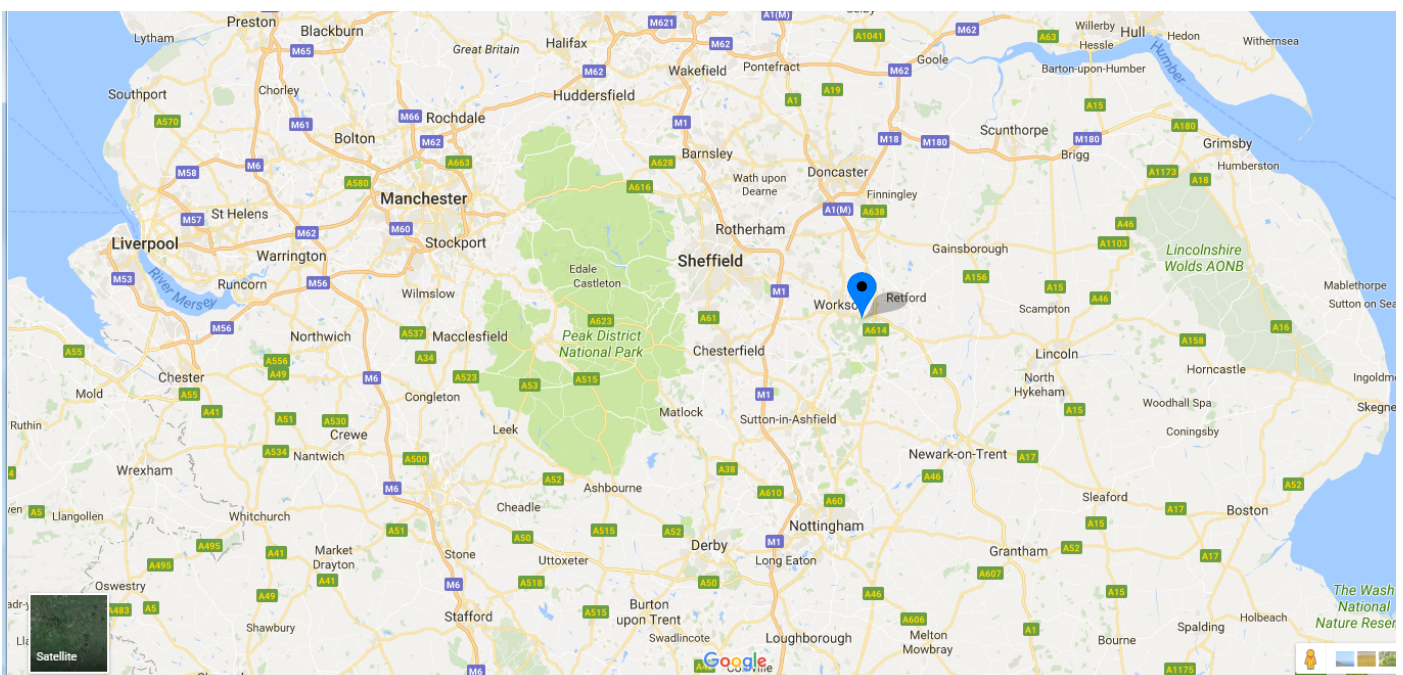 Preston
Blackburn
M621
A1(M)
Willerby
Hull
Hedon
Lytham
M65
Great Britain
Halifax
M62
A1041
M62
A63
Hessle
Withernsea
M62
Wakefield
Pontefract
M62
Goole
Barton-upon-Humber
Humber
Southport
Chorley
Huddersfield
A1
A19
A15
A570
M61
M66
Rochdale
M1
M18
M180
Scunthorpe
M180
A180
Bolton
M62
Grimsby
M58
M6
A663
A628
Barnsley
Brigg
Humberston
A580
A616
Wath upon
Dearne
Doncaster
A1173
A18
Manchester
Finningley
M57
St Helens
M62
M60
A1(M)
A638
A46
Liverpool
Stockport
Rotherham
A1103
Warrington
Sheffield
Gainsborough
Lincolnshire
Wolds AONB
M53
River Mersey
Runcorn
M56
Wilmslow
Edale
Castleton
M1
A156
A15
A46
Mablethorpe
Retford
Scampton
Sutton on Sea
M56
Northwich
A537
Macclesfield
A623
A61
A614
A16
Peak District
National Park
A158
A55
A556
A49
A34
Chesterfield
Lincoln
Chester
M6
A523
A53
A515
A1
Horncastle
Mold
A55
Congleton
M1
North
Hykeham
Woodhall Spa
A41
A51
A530
Matlock
Sutton-in-Ashfield
A15
Ruthin
Crewe
Leek
Coningsby
A534
Nantwich
A500
Newark-on-Trent
A17
Wrexham
A38
A46
A52
M6
A52
Ashbourne
A610
A60
Sleaford
A5
Llangollen
Whitchurch
Cheadle
Nottingham
A17
Boston
A51
A50
A515
A52
A15
A495
A41
Market
Drayton
Stone
Derby
M1
Grantham
A52
A17
A495
Uttoxeter
Long Eaton
A607
Oswestry
A41
M6
A518
A50
A15
The Wash
National
A483
A5
A49
Burton
upon Trent
A46
Holbeach
Shawbury
Stafford
A515
A606
A1
Spalding
Swadlincote
Loughborough
Melton
Mowbray
Bourne
Satellite
M6
Google
A1175